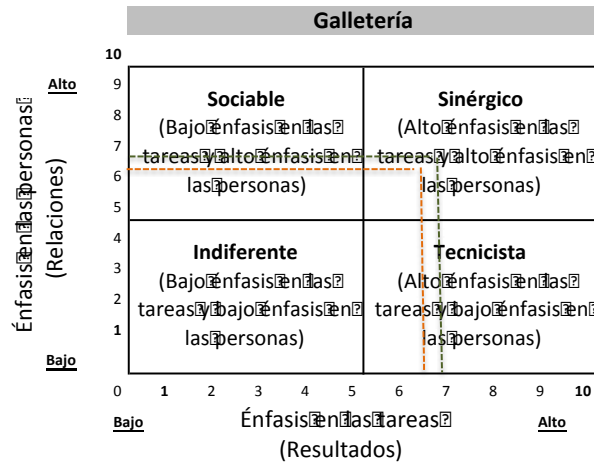 Galletería
10
9
8
7
6
5
4
3
2
1
Alto
Énfasis en las personas
(Relaciones)
Bajo
Sociable
(Bajo énfasis en las
tareas y alto énfasis en
las personas)
Sinérgico
(Alto énfasis en las
tareas y alto énfasis en
las personas)
Indiferente
(Bajo énfasis en las
tareas y bajo énfasis en
las personas)
Tecnicista
(Alto énfasis en las
tareas y bajo énfasis en
las personas)
0 1 2 3 4 5 6 7 8 9 10
Bajo
Énfasis en las tareas
(Resultados)
Alto